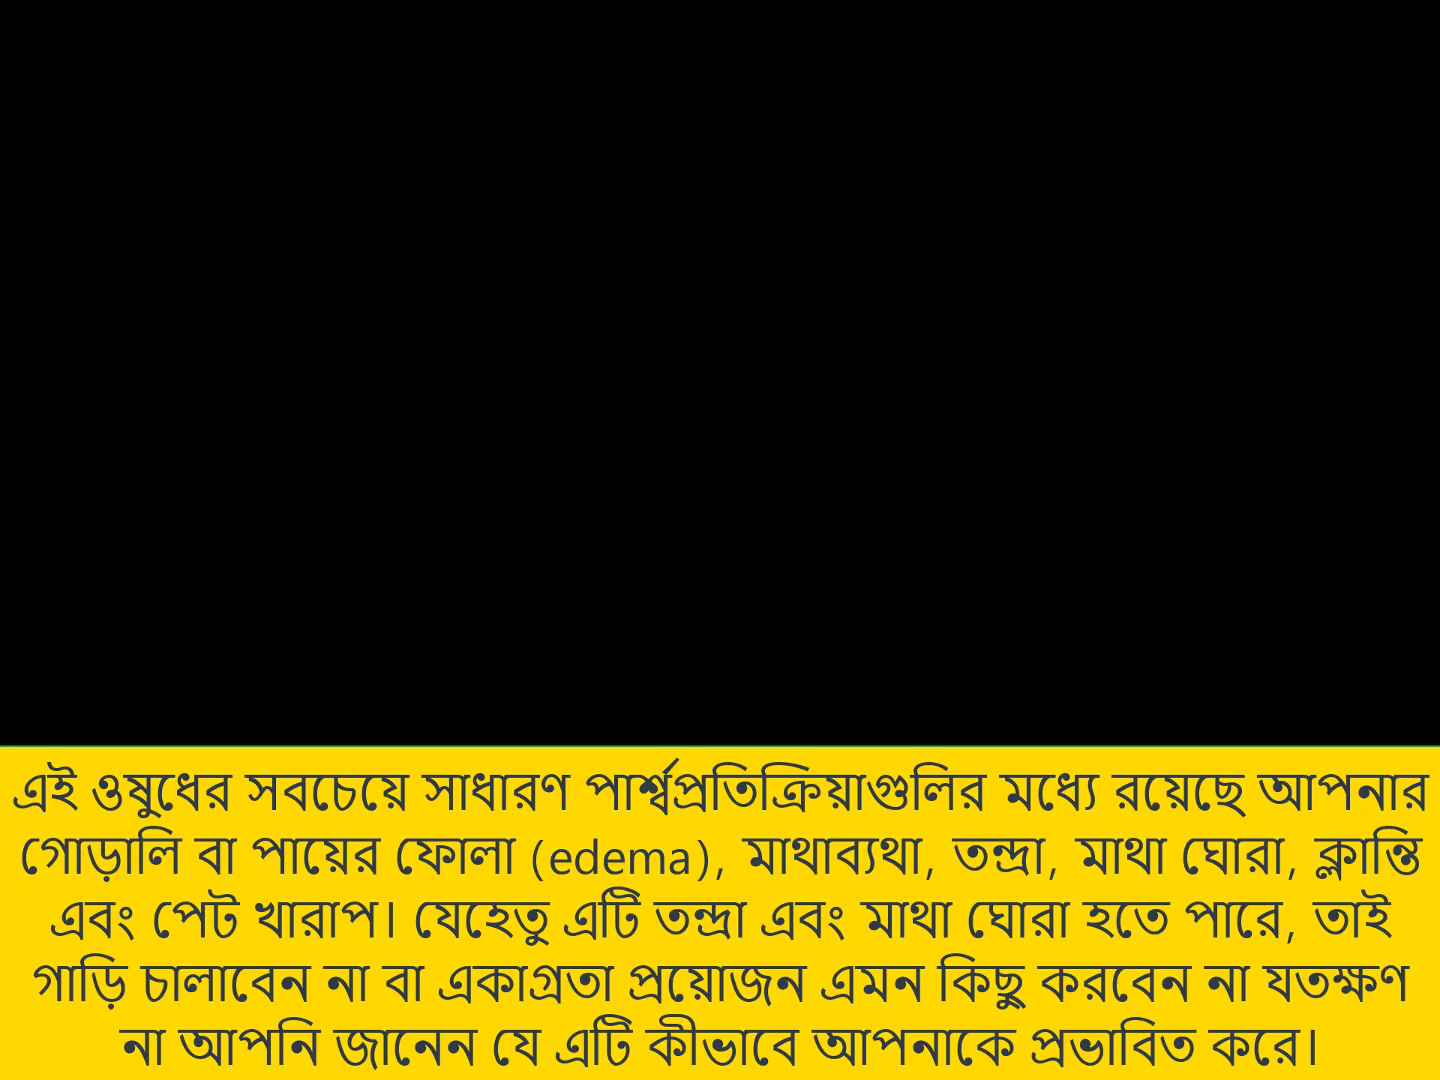 এই ওষুধের সবচেয়ে সাধারণ পার্শ্বপ্রতিক্রিয়াগুলির মধ্যে রয়েছে আপনার
গোড়ালি বা পায়ের ফোলা (edema), মাথাব্যথা, তন্দ্রা, মাথা ঘোরা, ক্লান্তি
এবং পেট খারাপ। যেহেতু এটি তন্দ্রা এবং মাথা ঘোরা হতে পারে, তাই
গাড়ি চালাবেন না বা একাগ্রতা প্রয়োজন এমন কিছু করবেন না যতক্ষণ
না আপনি জানেন যে এটি কীভাবে আপনাকে প্রভাবিত করে।